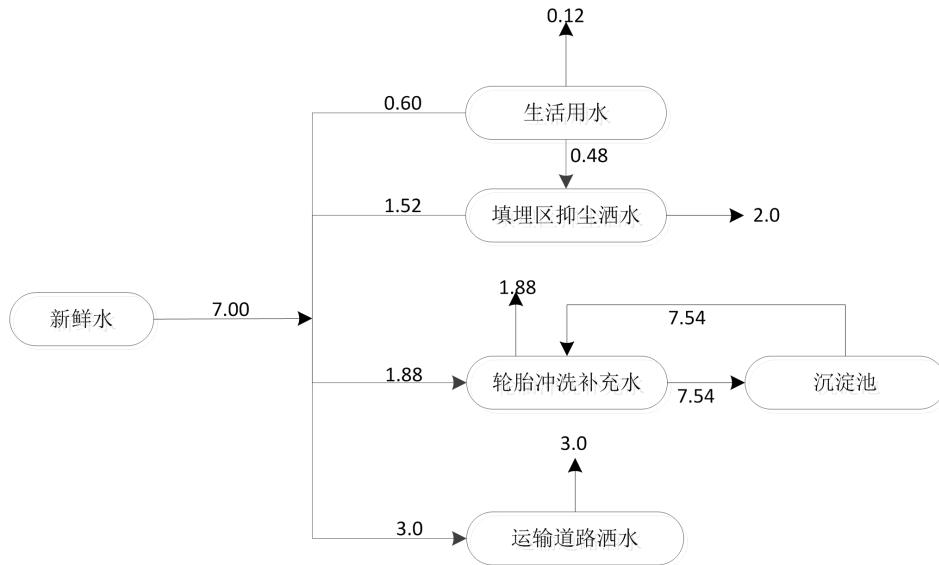 0.12
0.60
生活用水
0.48
1.52
填埋区抑尘洒水
2.0
1.88
新鲜水
7.00
7.54
1.88
轮胎冲洗补充水
7.54
沉淀池
3.0
3.0
运输道路洒水